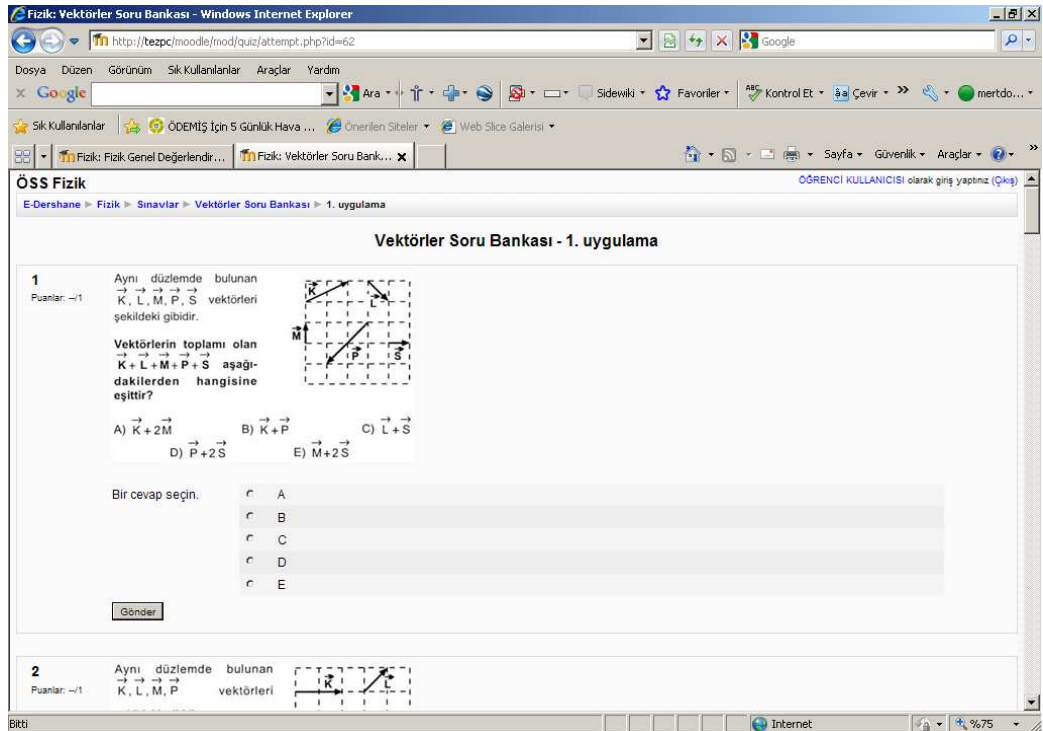 Fizik: Vektörler Soru Bankası - Windows Internet Explorer
http://tezpc/moodle/mod/quiz/attempt.php?id=62
Google
Dosya Düzen Görünüm Sık Kullanılanlar Araçlar Yardım
x Google Ara Sidewiki Favoriler Kontrol Et Çevir mertdo...
Sık Kullanılanlar ÖDEMİŞ İçin 5 Günlük Hava ... Önerilen Siteler Web Slice Galerisi
Fizik: Fizik Genel Değerlendir... Fizik: Vektörler Soru Bank... X Sayfa Güvenlik Araçlar
ÖSS Fizik
ÖĞRENCİ KULLANICISI olarak giriş yaptınız (Çıkış)
E-Dershane ► Fizik ► Sınavlar ► Vektörler Soru Bankası ► 1. uygulama
Vektörler Soru Bankası - 1. uygulama
1
Puanlar: --/1
Aynı düzlemde bulunan
K, L, M, P, S vektörleri
şekildeki gibidir.
Vektörlerin toplamı olan
K+L+M+P+S aşağı-
dakilerden hangisine
eşittir?
K
L
M
P
S
A) K+2M B) K+P C) L+S
D) P+2S E) M+2S
Bir cevap seçin.
A
B
C
D
E
Gönder
2
Puanlar: --/1
Aynı düzlemde bulunan
K, L, M, P vektörleri
K
L
Bitti
Internet
%75